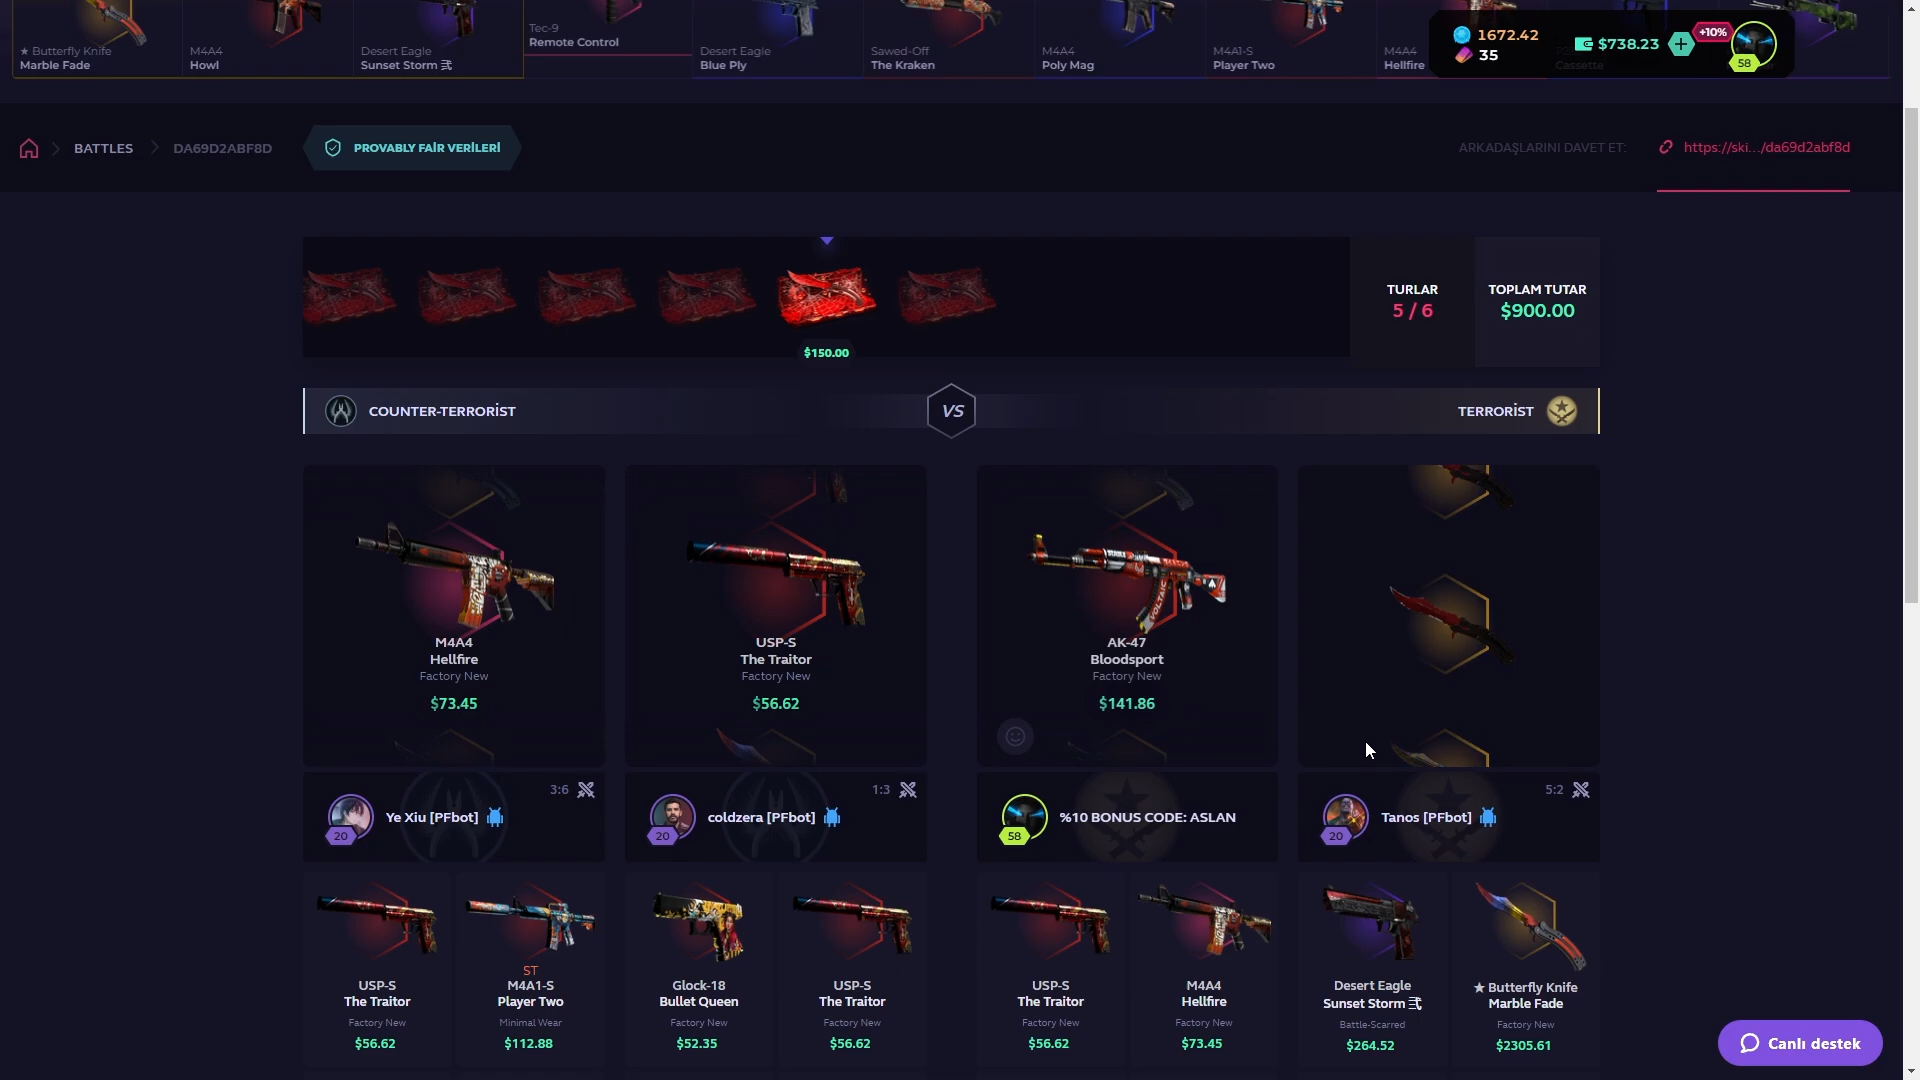 ★ Butterfly Knife
Marble Fade
M4A4
Howl
Desert Eagle
Sunset Storm 弐
Tec-9
Remote Control
Desert Eagle
Blue Ply
Sawed-Off
The Kraken
M4A4
Poly Mag
M4A1-S
Player Two
M4A4
Hellfire
Cassette
1672.42
35
$738.23
+10%
58
BATTLES
DA69D2ABF8D
PROVABLY FAİR VERİLERİ
ARKADAŞLARINI DAVET ET:
https://ski.../da69d2abf8d
$150.00
TURLAR
5 / 6
TOPLAM TUTAR
$900.00
COUNTER-TERRORİST
VS
TERRORİST
M4A4
Hellfire
Factory New
$73.45
USP-S
The Traitor
Factory New
$56.62
AK-47
Bloodsport
Factory New
$141.86
3:6
Ye Xiu [PFbot]
20
1:3
coldzera [PFbot]
20
%10 BONUS CODE: ASLAN
58
5:2
Tanos [PFbot]
20
USP-S
The Traitor
Factory New
$56.62
ST
M4A1-S
Player Two
Minimal Wear
$112.88
Glock-18
Bullet Queen
Factory New
$52.35
USP-S
The Traitor
Factory New
$56.62
USP-S
The Traitor
Factory New
$56.62
M4A4
Hellfire
Factory New
$73.45
Desert Eagle
Sunset Storm 弐
Battle-Scarred
$264.52
★ Butterfly Knife
Marble Fade
Factory New
$2305.61
Canlı destek